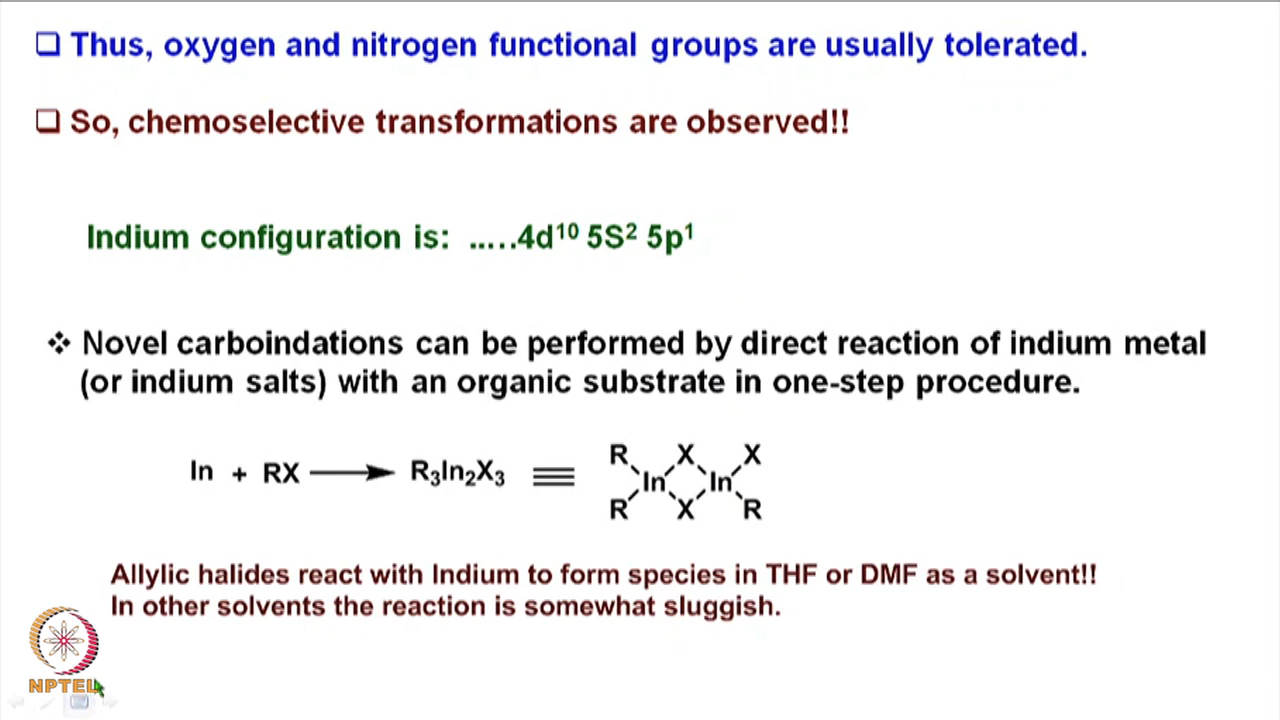 ❑ Thus, oxygen and nitrogen functional groups are usually tolerated.
❑ So, chemoselective transformations are observed!!
Indium configuration is: .....4d¹⁰ 5S² 5p¹
❖ Novel carboindations can be performed by direct reaction of indium metal
(or indium salts) with an organic substrate in one-step procedure.
In + RX ⟶ R₃In₂X₃ ≡
R X X
In In
R X R
Allylic halides react with Indium to form species in THF or DMF as a solvent!!
In other solvents the reaction is somewhat sluggish.
NPTEL